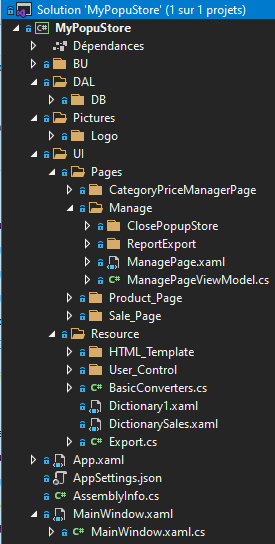 Solution 'MyPopuStore' (1 sur 1 projets)
MyPopuStore
Dépendances
BU
DAL
DB
Pictures
Logo
UI
Pages
CategoryPriceManagerPage
Manage
ClosePopupStore
ReportExport
ManagePage.xaml
C# ManagePageViewModel.cs
Product_Page
Sale_Page
Resource
HTML_Template
User_Control
C# BasicConverters.cs
Dictionary1.xaml
DictionarySales.xaml
C# Export.cs
App.xaml
AppSettings.json
C# AssemblyInfo.cs
MainWindow.xaml
C# MainWindow.xaml.cs